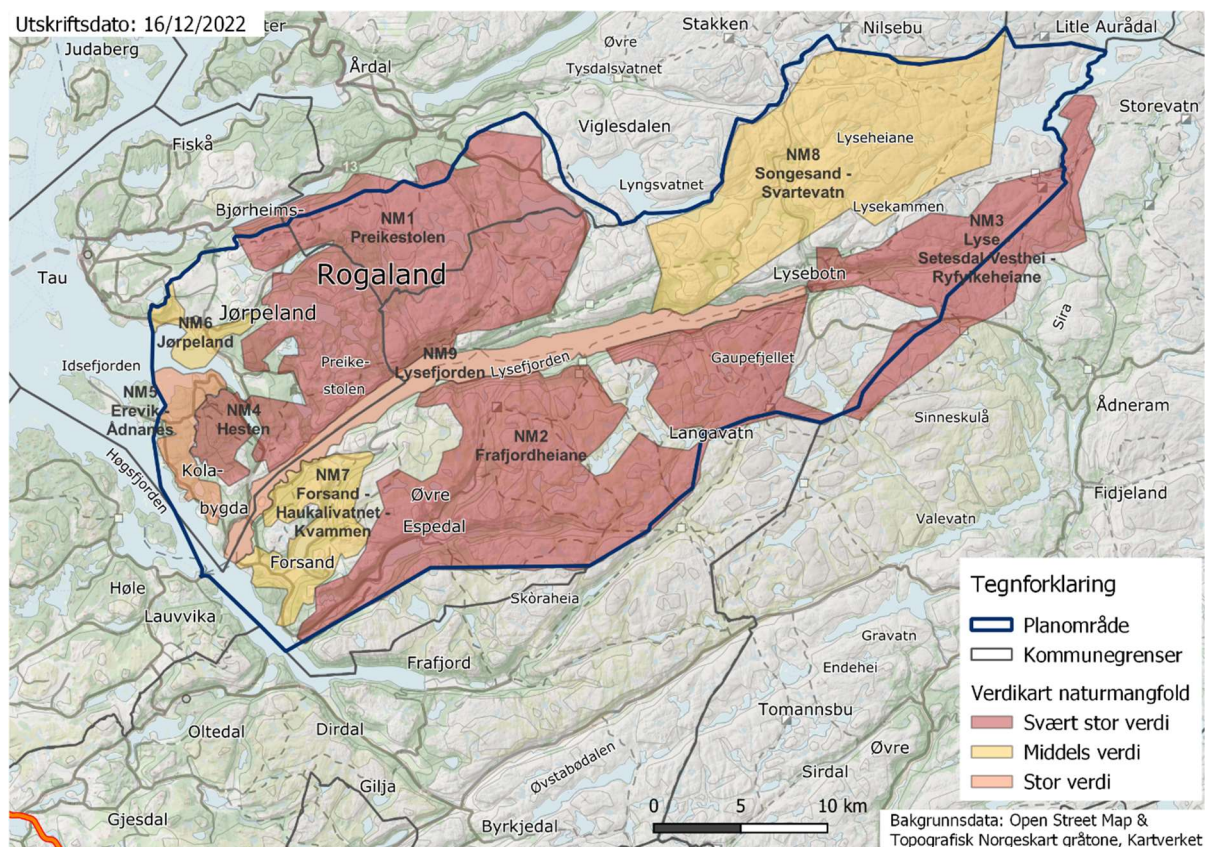 Utskriftsdato: 16/12/2022
Judaberg
Årdal
Stakken
Nilsebu
Litle Aurådal
Øvre
Tysdalsvatnet
Fiskå
Viglesdalen
Lyseheiane
Storevatn
13
NM8
Songesand -
Svartevatn
Lyngsvatnet
Bjørheims-
NM1
Preikestolen
Lysekammen
NM3
Lyse
Setesdal Vesthei -
Ryfylkeheiane
Tau
Rogaland
Lysebotn
Jørpeland
NM6
Jørpeland
Sira
Idsefjorden
Preike-
stolen
NM9
Lysefjorden
Lysefjorden
Gaupefjellet
NM5
Erevik -
Ådnanes
NM4
Hesten
Ådneram
Sinneskulå
NM2
Frafjordheiane
Langavatn
Høgsfjorden
Kola-
bygda
NM7
Forsand -
Haukalivatnet -
Kvammen
Øvre
Espedal
Fidjeland
Valevatn
Forsand
Høle
Lauvvika
Skòraheia
Frafjord
Gravatn
Endehei
Tomannsbu
Oltedal
Dirdal
Øvstabødalen
Øvre
Sirdal
Gilja
Gjesdal
Byrkjedal
Tegnforklaring
Planområde
Kommunegrenser
Verdikart naturmangfold
Svært stor verdi
Middels verdi
Stor verdi
0 5 10 km
Bakgrunnsdata: Open Street Map &
Topografisk Norgeskart gråtone, Kartverket